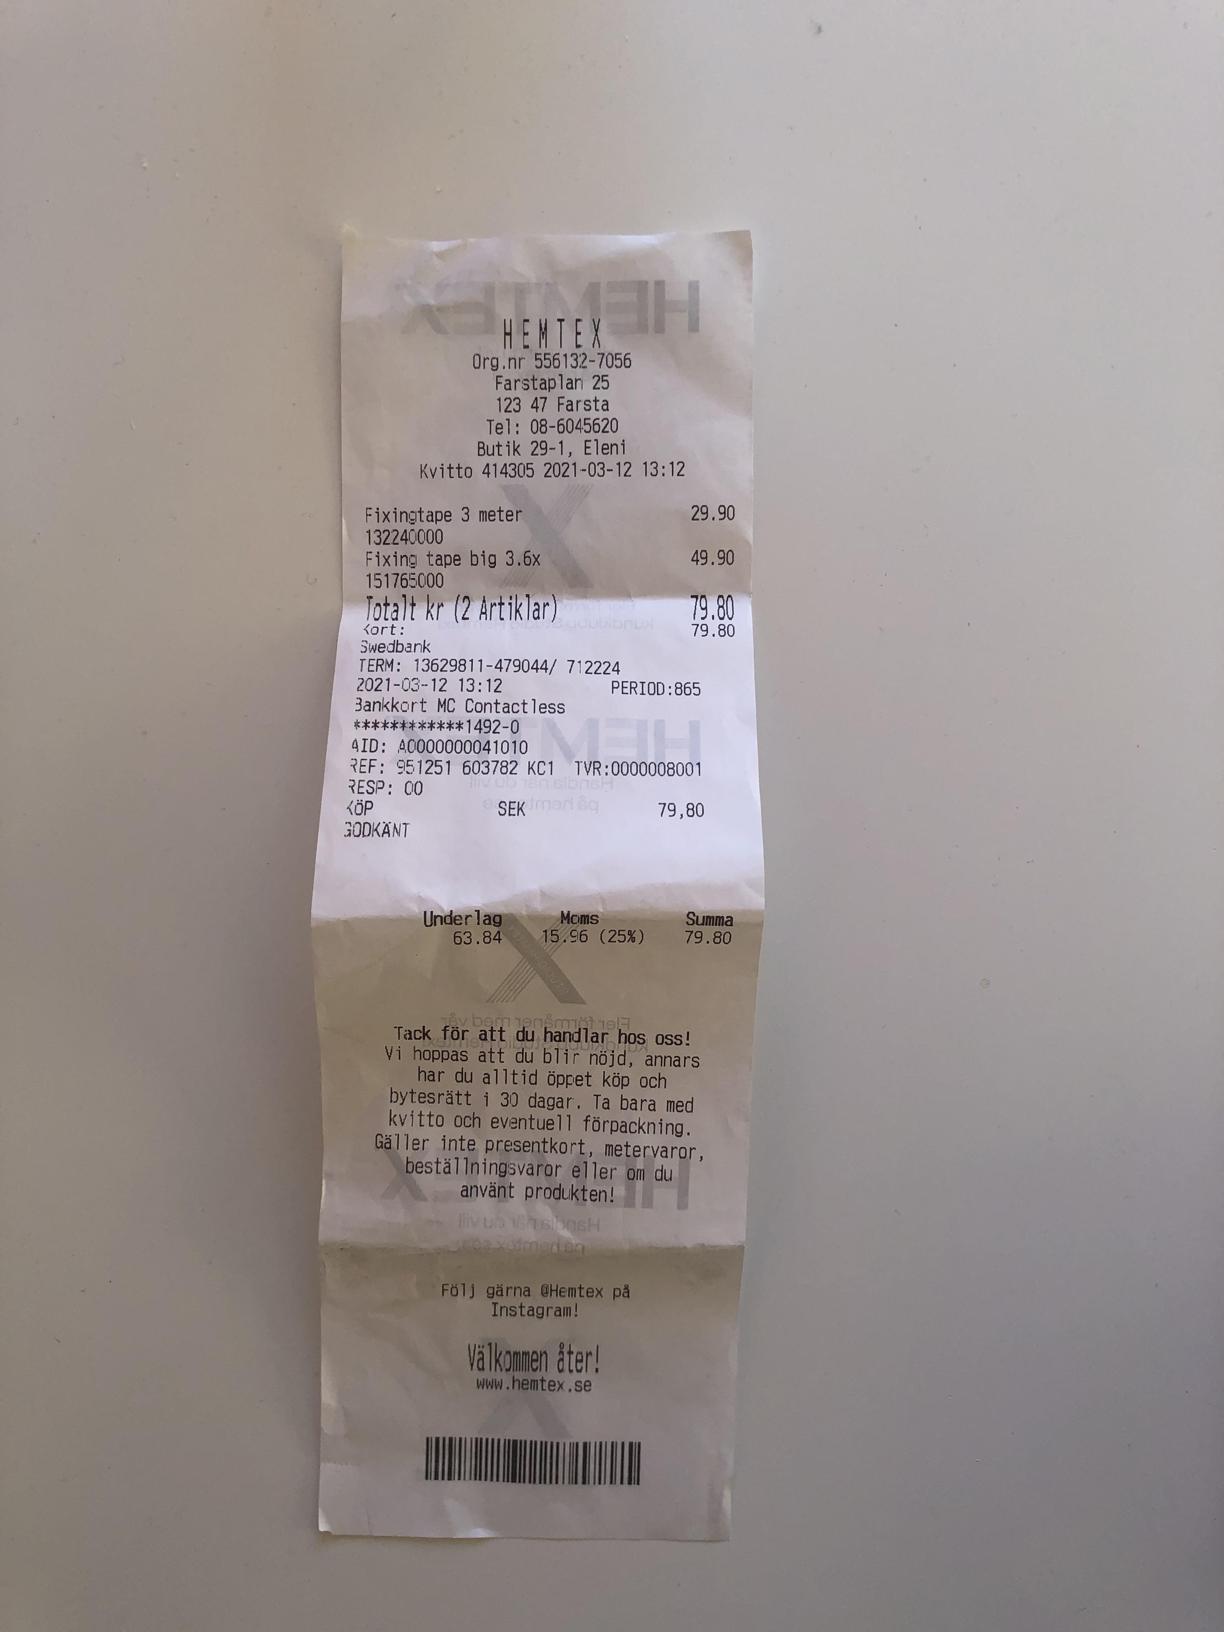 HEMTEX
Org.nr 556132-7056
Farstaplan 25
123 47 Farsta
Tel: 08-6045620
Butik 29-1, Eleni
Kvitto 414305 2021-03-12 13:12
Fixingtape 3 meter 29.90
132240000
Fixing tape big 3.6x 49.90
151765000
Totalt kr (2 Artiklar) 79.80
Kort: 79.80
Swedbank
TERM: 13629811-479044/ 712224
2021-03-12 13:12 PERIOD:865
Bankkort MC Contactless
************1492-0
AID: A0000000041010
REF: 951251 603782 KC1 TVR:0000008001
RESP: 00
KÖP SEK 79,80
GODKÄNT
Underlag Moms Summa
63.84 15.96 (25%) 79.80
Tack för att du handlar hos oss!
Vi hoppas att du blir nöjd, annars
har du alltid öppet köp och
bytesrätt i 30 dagar. Ta bara med
kvitto och eventuell förpackning.
Gäller inte presentkort, metervaror,
beställningsvaror eller om du
använt produkten!
Följ gärna @Hemtex på
Instagram!
Välkommen åter!
www.hemtex.se